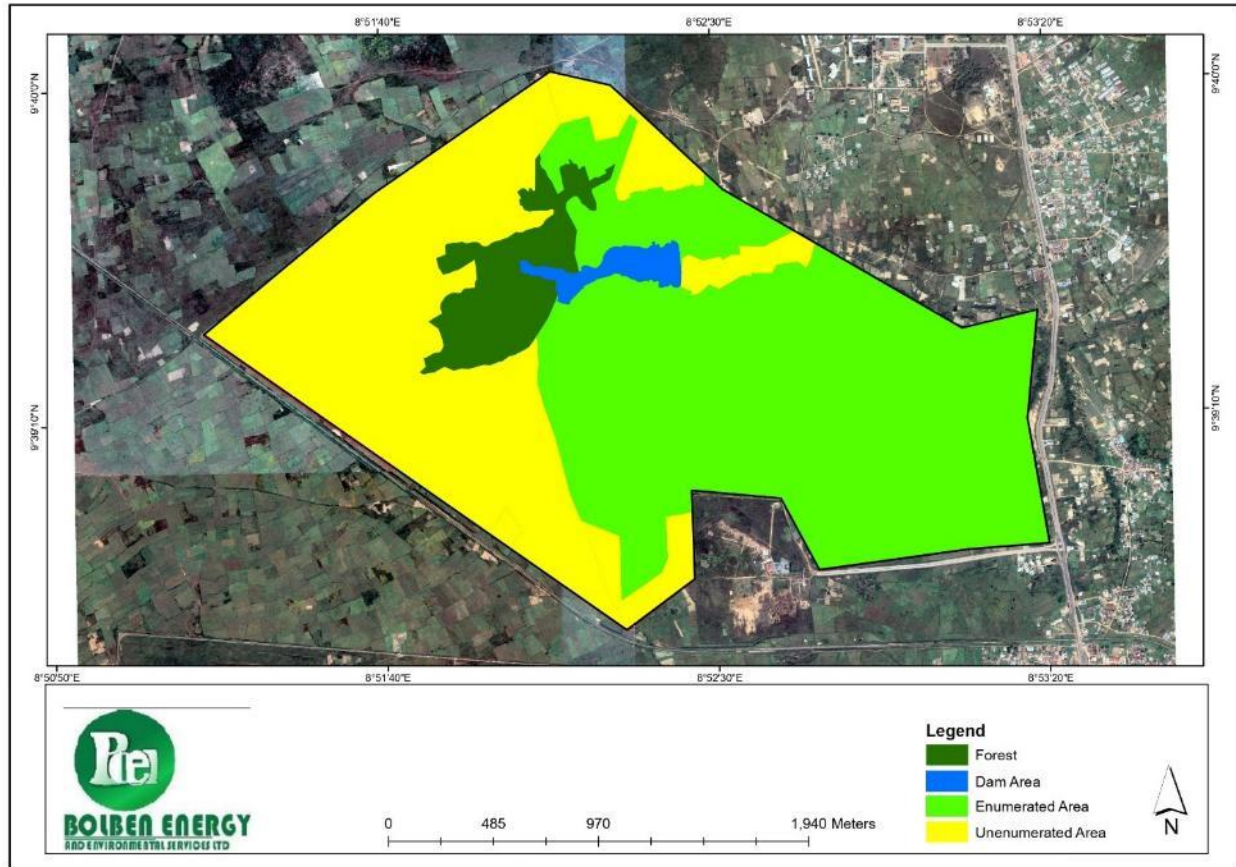 8°51'40"E 8°52'30"E 8°53'20"E
9°40'0"N 9°40'0"N
9°39'10"N 9°39'10"N
8°50'50"E 8°51'40"E 8°52'30"E 8°53'20"E
BOLBEN ENERGY
AND ENVIRONMENTAL SERVICES LTD
0 485 970 1,940 Meters
Legend
Forest
Dam Area
Enumerated Area
Unenumerated Area
N